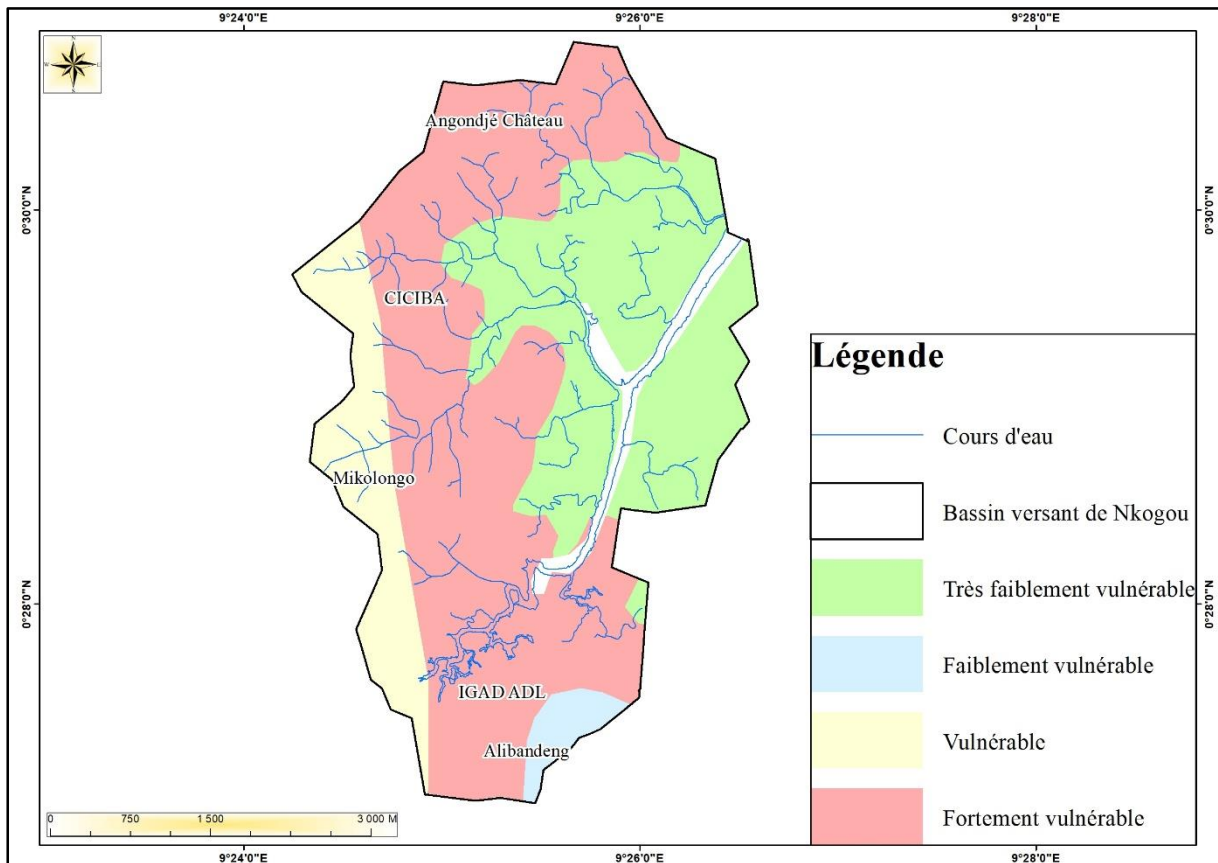 9°24'0"E
9°26'0"E
9°28'0"E
N
W
S
Angondjé Château
0°30'0"N
0°30'0"N
CICIBA
Légende
Cours d'eau
Mikolongo
Bassin versant de Nkogou
Très faiblement vulnérable
0°28'0"N
0°28'0"N
Faiblement vulnérable
IGAD ADL
Alibandeng
Vulnérable
Fortement vulnérable
0
750
1 500
3 000 M
9°24'0"E
9°26'0"E
9°28'0"E